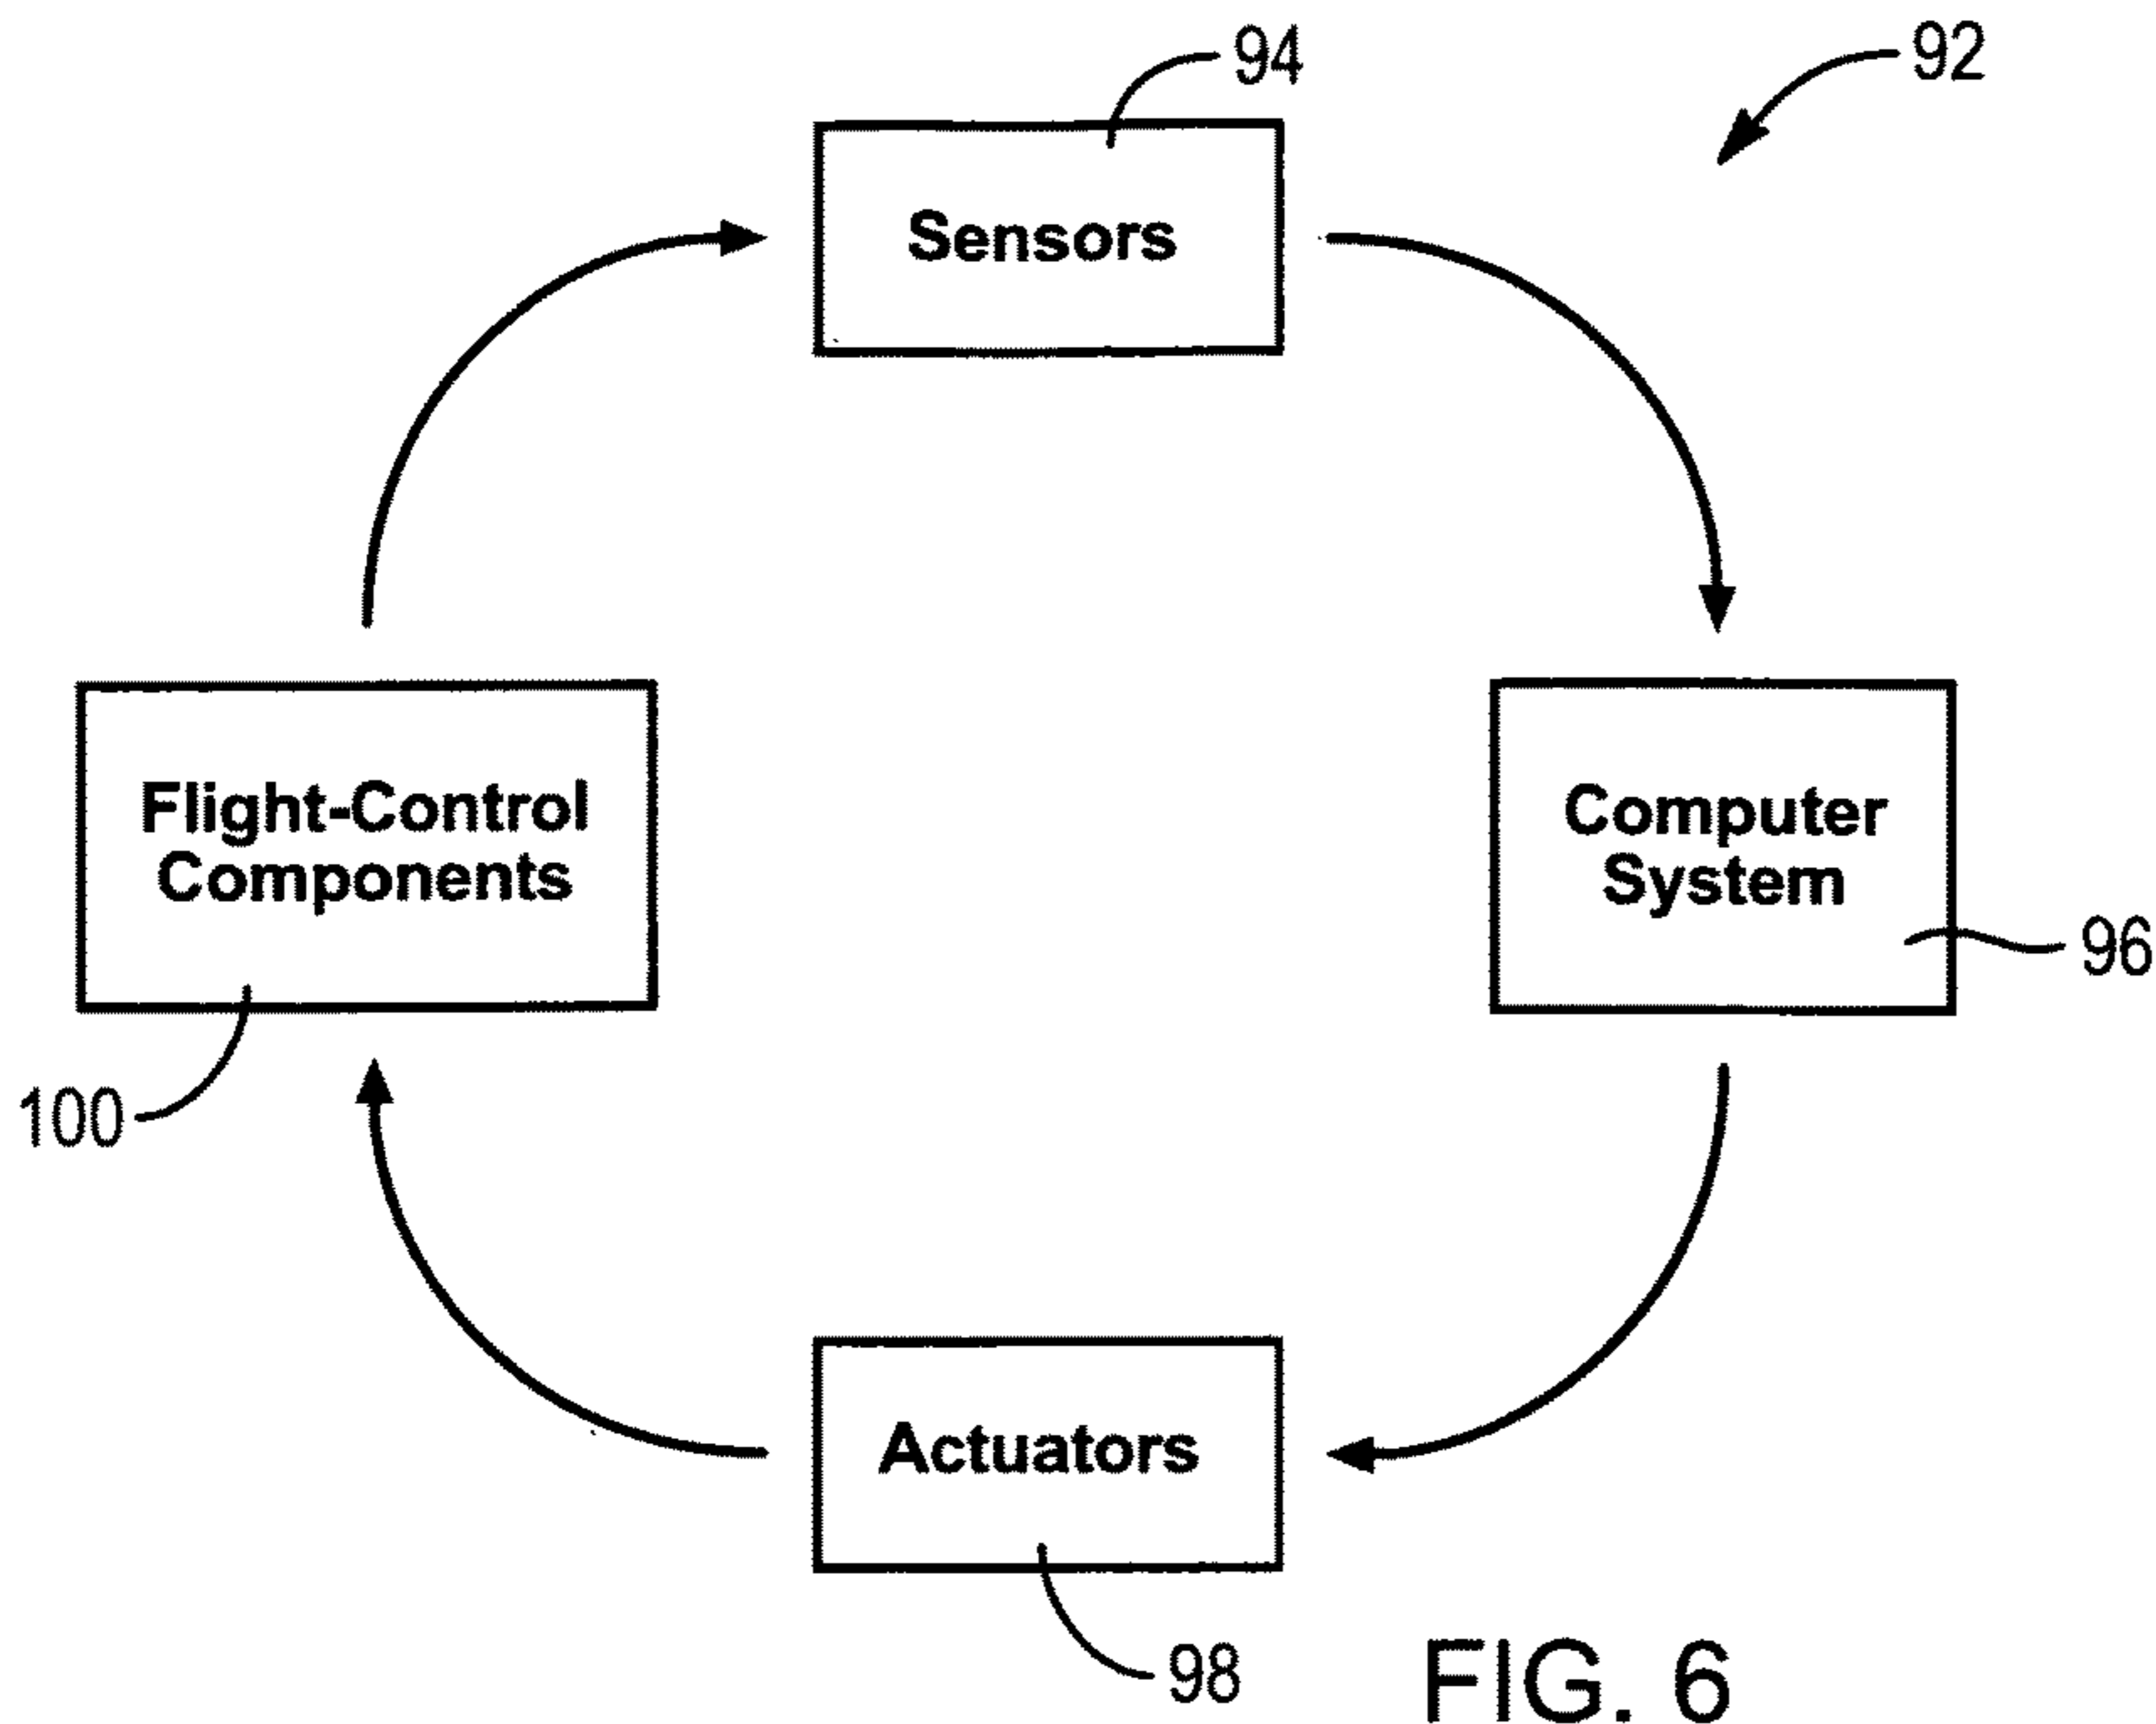 94
92
Sensors
Flight-Control
Components
Computer
System
96
100
Actuators
98
FIG. 6